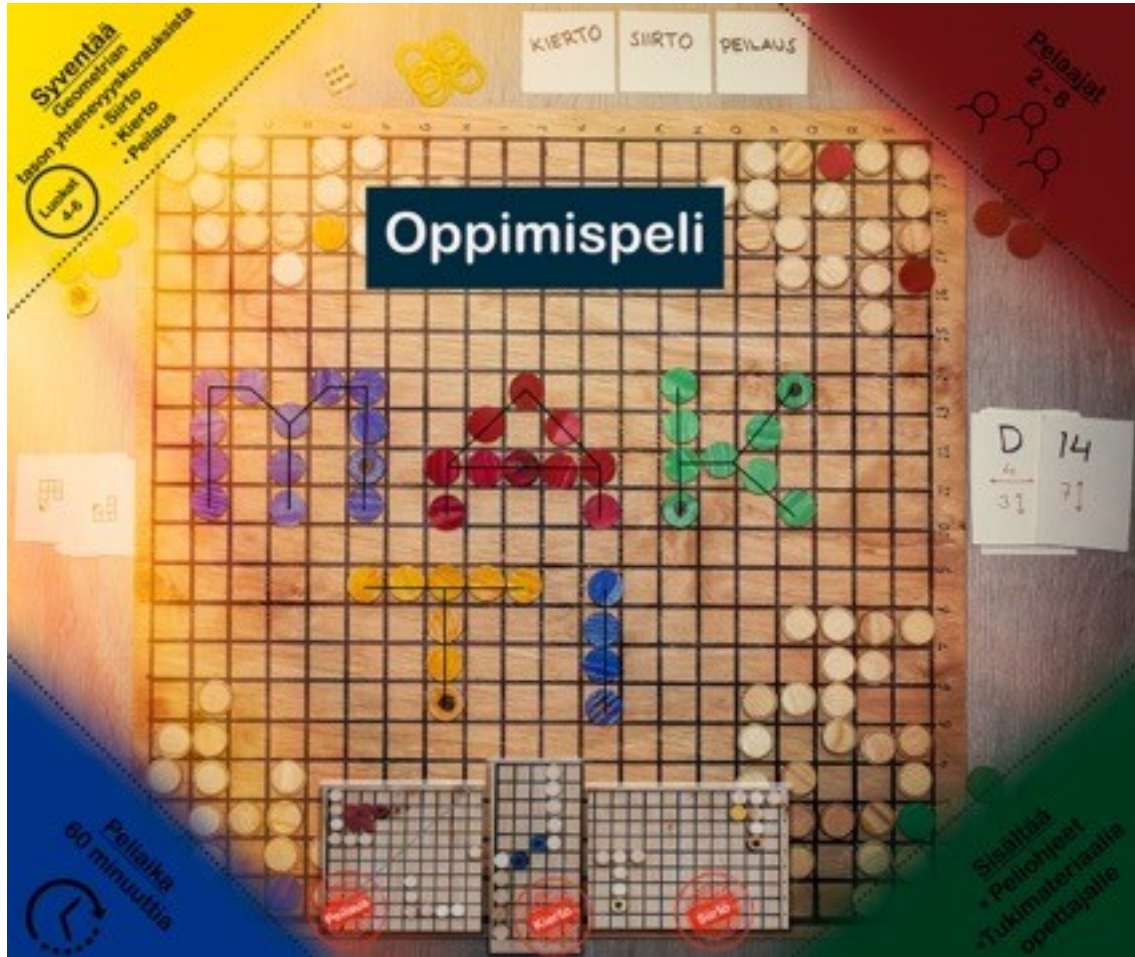 Syventää
Geometrian
tason yhtenevyyskuvauksista
• Siirto
• Kierto
• Peilaus
Luokat
4-6
KIERTO
SIIRTO
PEILAUS
Pelaajat
2 - 8
Oppimispeli
D
4
3
14
7
Peliaika
60 minuuttia
Peilaus
Kierto
Siirto
Sisältää
• Peliohjeet
•Tukimateriaalia
opettajalle